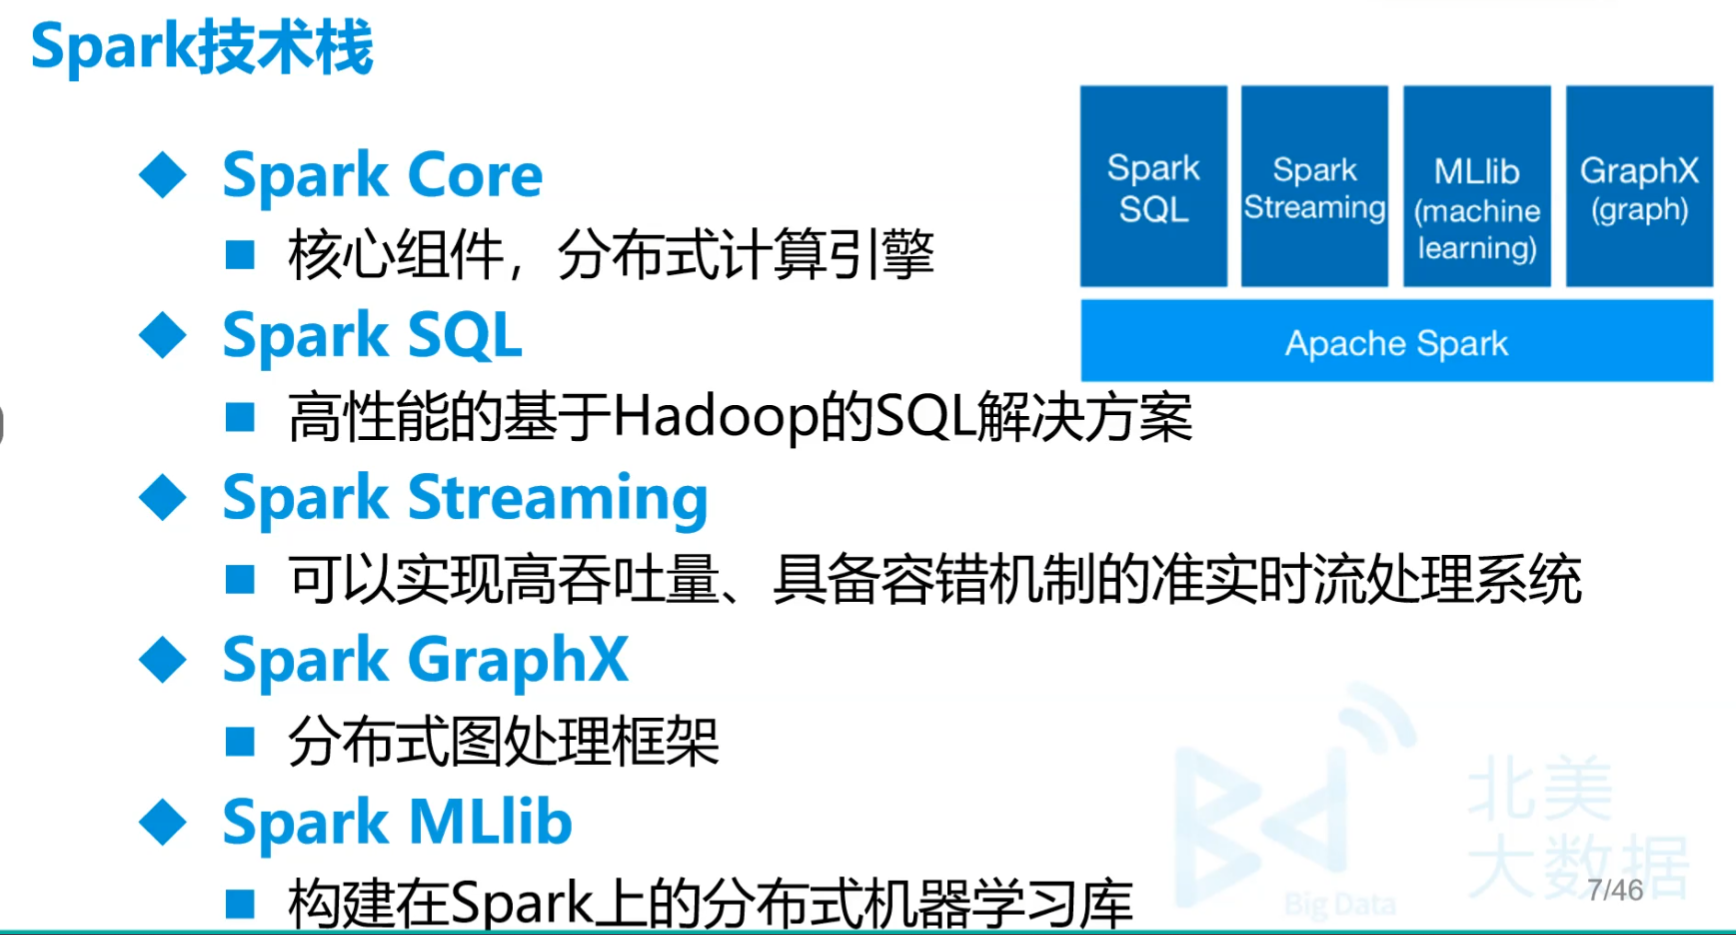 Spark技术栈
Spark Core
核心组件，分布式计算引擎
Spark SQL
高性能的基于Hadoop的SQL解决方案
Spark Streaming
可以实现高吞吐量、具备容错机制的准实时流处理系统
Spark GraphX
分布式图处理框架
Spark MLlib
构建在Spark上的分布式机器学习库
Spark
SQL
Spark
Streaming
MLlib
(machine
learning)
GraphX
(graph)
Apache Spark
Big Data
北美
大数据
7/46